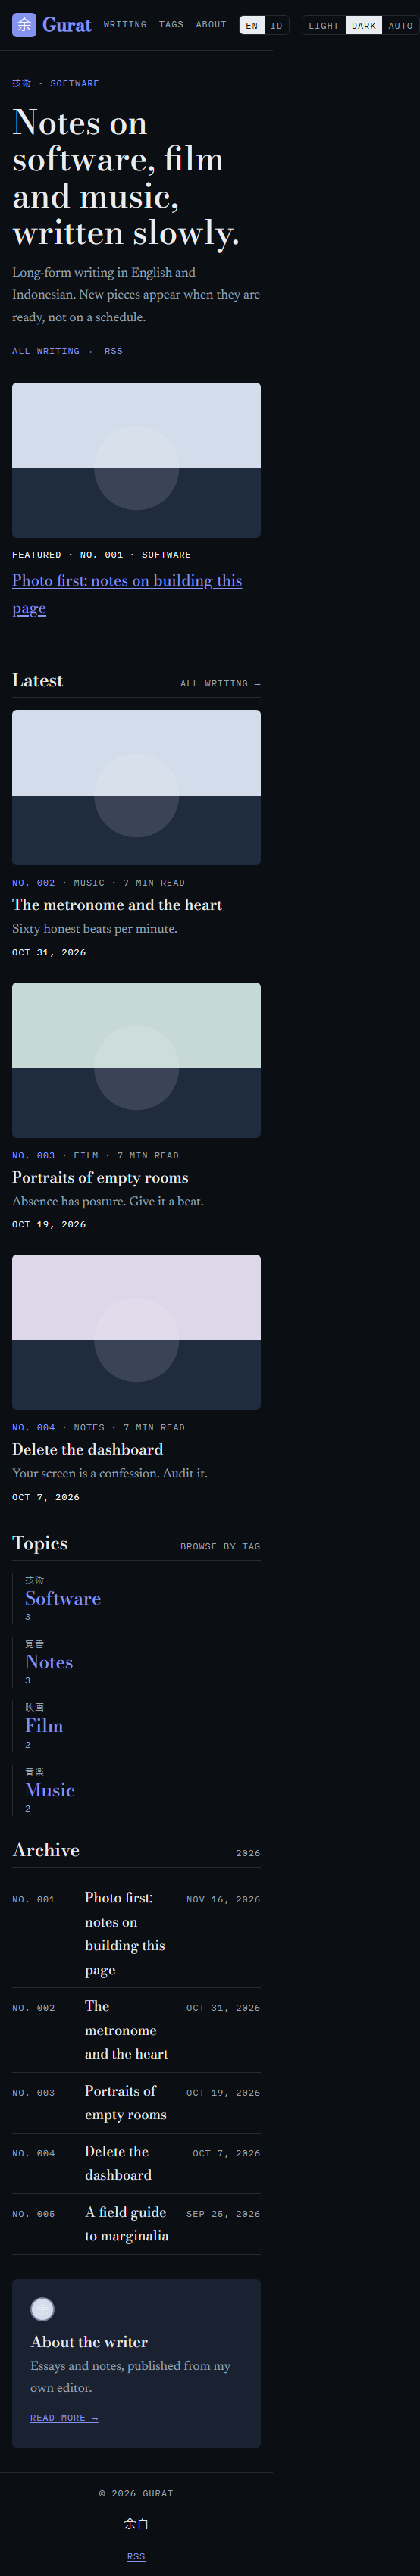 余 Gurat WRITING TAGS ABOUT EN ID LIGHT DARK AUTO
技術 · SOFTWARE
Notes on
software, film
and music,
written slowly.
Long-form writing in English and
Indonesian. New pieces appear when they are
ready, not on a schedule.
ALL WRITING → RSS
FEATURED · NO. 001 · SOFTWARE
Photo first: notes on building this
page
Latest ALL WRITING →
NO. 002 · MUSIC · 7 MIN READ
The metronome and the heart
Sixty honest beats per minute.
OCT 31, 2026
NO. 003 · FILM · 7 MIN READ
Portraits of empty rooms
Absence has posture. Give it a beat.
OCT 19, 2026
NO. 004 · NOTES · 7 MIN READ
Delete the dashboard
Your screen is a confession. Audit it.
OCT 7, 2026
Topics BROWSE BY TAG
技術
Software
3
覚書
Notes
3
映画
Film
2
音楽
Music
2
Archive 2026
NO. 001 Photo first: NOV 16, 2026
notes on
building this
page
NO. 002 The OCT 31, 2026
metronome
and the heart
NO. 003 Portraits of OCT 19, 2026
empty rooms
NO. 004 Delete the OCT 7, 2026
dashboard
NO. 005 A field guide SEP 25, 2026
to marginalia
About the writer
Essays and notes, published from my
own editor.
READ MORE →
© 2026 GURAT
余白
RSS